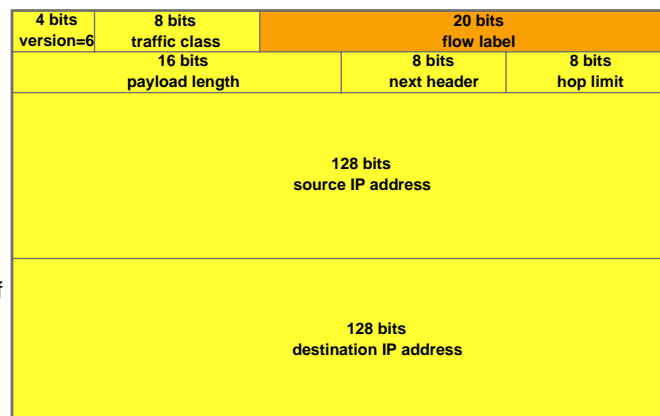 4 bits 8 bits 20 bits
version=6 traffic class flow label
16 bits 8 bits 8 bits
payload length next header hop limit
128 bits
source IP address
f
128 bits
destination IP address